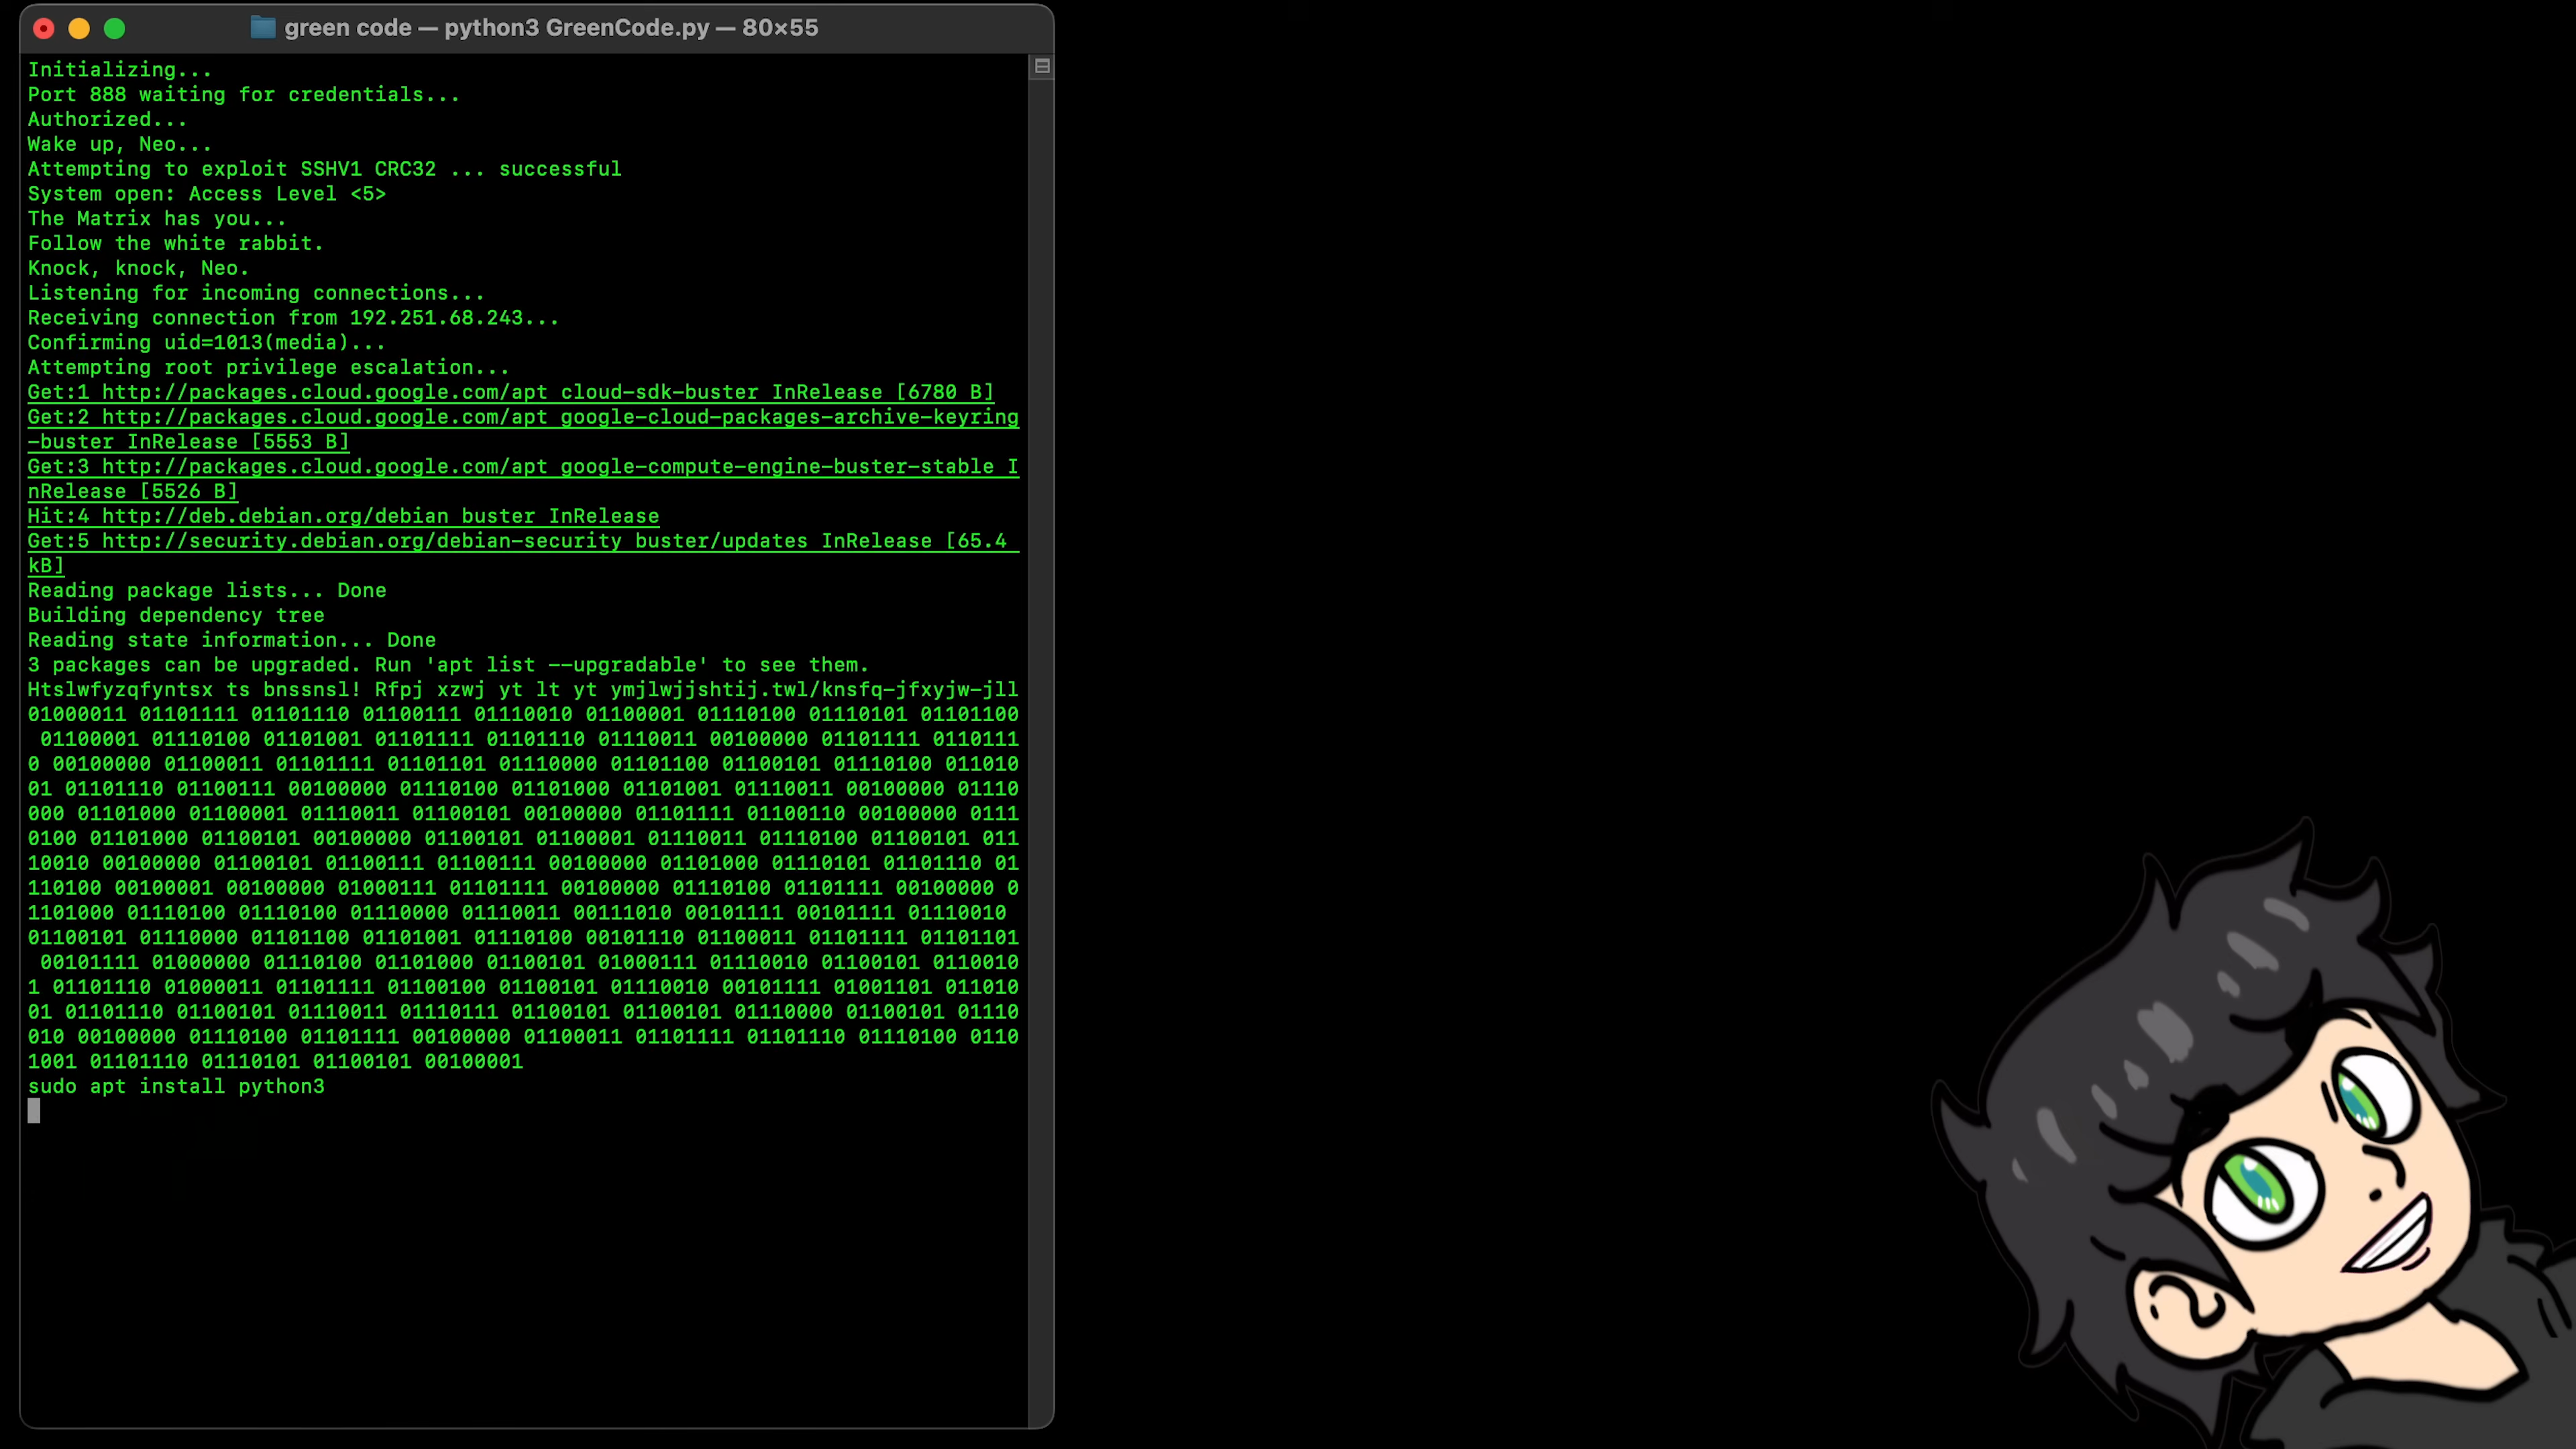 green code — python3 GreenCode.py — 80×55
Initializing...
Port 888 waiting for credentials...
Authorized...
Wake up, Neo...
Attempting to exploit SSHV1 CRC32 ... successful
System open: Access Level <5>
The Matrix has you...
Follow the white rabbit.
Knock, knock, Neo.
Listening for incoming connections...
Receiving connection from 192.251.68.243...
Confirming uid=1013(media)...
Attempting root privilege escalation...
Get:1 http://packages.cloud.google.com/apt cloud-sdk-buster InRelease [6780 B]
Get:2 http://packages.cloud.google.com/apt google-cloud-packages-archive-keyring
-buster InRelease [5553 B]
Get:3 http://packages.cloud.google.com/apt google-compute-engine-buster-stable I
nRelease [5526 B]
Hit:4 http://deb.debian.org/debian buster InRelease
Get:5 http://security.debian.org/debian-security buster/updates InRelease [65.4
kB]
Reading package lists... Done
Building dependency tree
Reading state information... Done
3 packages can be upgraded. Run 'apt list --upgradable' to see them.
Htslwfyzqfyntsx ts bnssnsl! Rfpj xzwj yt lt yt ymjlwjjshtij.twl/knsfq-jfxyjw-jll
01000011 01101111 01101110 01100111 01110010 01100001 01110100 01110101 01101100
01100001 01110100 01101001 01101111 01101110 01110011 00100000 01101111 0110111
0 00100000 01100011 01101111 01101101 01110000 01101100 01100101 01110100 011010
01 01101110 01100111 00100000 01110100 01101000 01101001 01110011 00100000 01110
000 01101000 01100001 01110011 01100101 00100000 01101111 01100110 00100000 0111
0100 01101000 01100101 00100000 01100101 01100001 01110011 01110100 01100101 011
10010 00100000 01100101 01100111 01100111 00100000 01101000 01110101 01101110 01
110100 00100001 00100000 01000111 01101111 00100000 01110100 01101111 00100000 0
1101000 01110100 01110100 01110000 01110011 00111010 00101111 00101111 01110010
01100101 01110000 01101100 01101001 01110100 00101110 01100011 01101111 01101101
00101111 01000000 01110100 01101000 01100101 01000111 01110010 01100101 0110010
1 01101110 01000011 01101111 01100100 01100101 01110010 00101111 01001101 011010
01 01101110 01100101 01110011 01110111 01100101 01100101 01110000 01100101 01110
010 00100000 01110100 01101111 00100000 01100011 01101111 01101110 01110100 0110
1001 01101110 01110101 01100101 00100001
sudo apt install python3